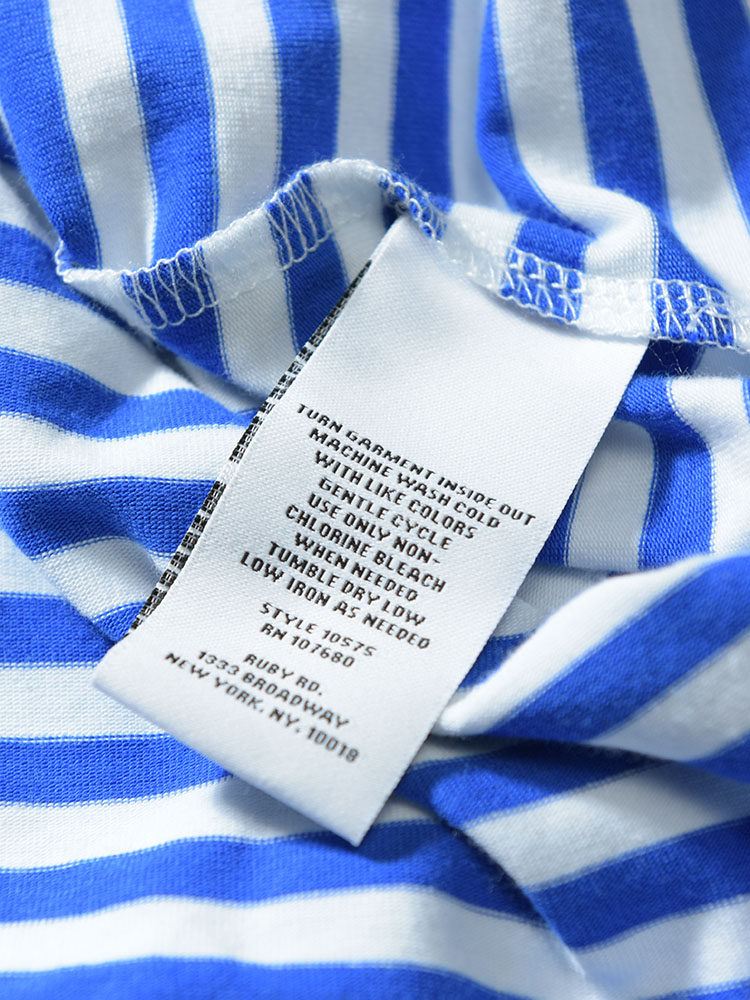 TURN GARMENT INSIDE OUT
MACHINE WASH COLD
WITH LIKE COLORS
GENTLE CYCLE
USE ONLY NON-
CHLORINE BLEACH
WHEN NEEDED
TUMBLE DRY LOW
LOW IRON AS NEEDED
STYLE 10575
RN 107680
RUBY RD.
1333 BROADWAY
NEW YORK, NY, 10018